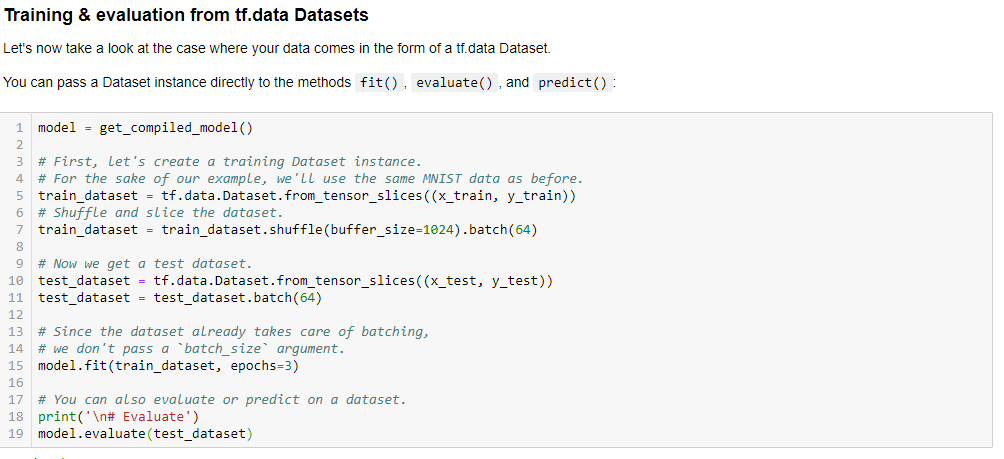 Training & evaluation from tf.data Datasets
Let's now take a look at the case where your data comes in the form of a tf.data Dataset.
You can pass a Dataset instance directly to the methods fit() , evaluate() , and predict() :
1 model = get_compiled_model()
2
3 # First, let's create a training Dataset instance.
4 # For the sake of our example, we'll use the same MNIST data as before.
5 train_dataset = tf.data.Dataset.from_tensor_slices((x_train, y_train))
6 # Shuffle and slice the dataset.
7 train_dataset = train_dataset.shuffle(buffer_size=1024).batch(64)
8
9 # Now we get a test dataset.
10 test_dataset = tf.data.Dataset.from_tensor_slices((x_test, y_test))
11 test_dataset = test_dataset.batch(64)
12
13 # Since the dataset already takes care of batching,
14 # we don't pass a `batch_size` argument.
15 model.fit(train_dataset, epochs=3)
16
17 # You can also evaluate or predict on a dataset.
18 print('\n# Evaluate')
19 model.evaluate(test_dataset)